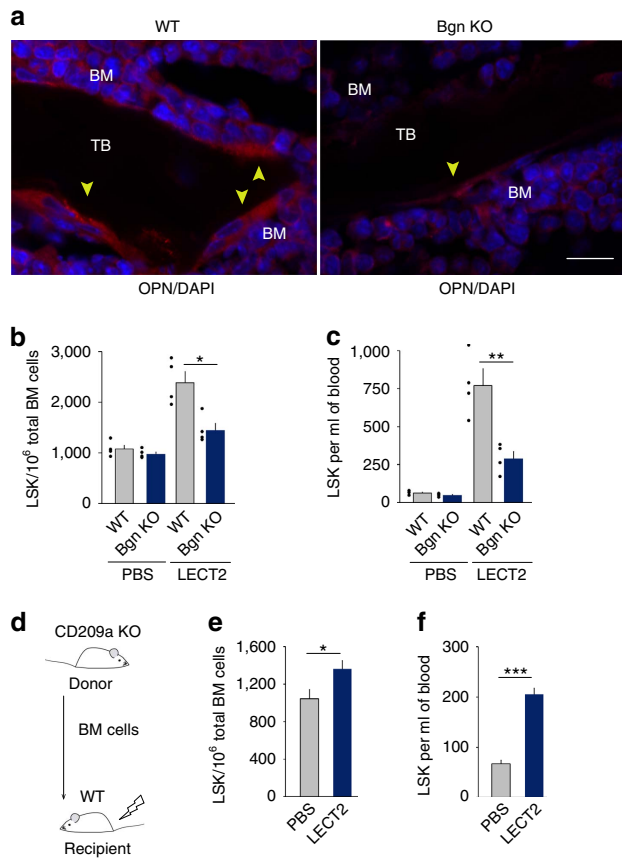 a
WT
Bgn KO
BM
TB
BM
BM
TB
BM
OPN/DAPI
OPN/DAPI
b
LSK/10⁶ total BM cells
3,000
2,000
1,000
0
*
WT
Bgn KO
WT
Bgn KO
PBS
LECT2
c
LSK per ml of blood
1,000
750
500
250
0
**
WT
Bgn KO
WT
Bgn KO
PBS
LECT2
d
CD209a KO
Donor
BM cells
WT
Recipient
e
LSK/10⁶ total BM cells
1,600
1,200
800
400
0
*
PBS
LECT2
f
LSK per ml of blood
300
200
100
0
***
PBS
LECT2